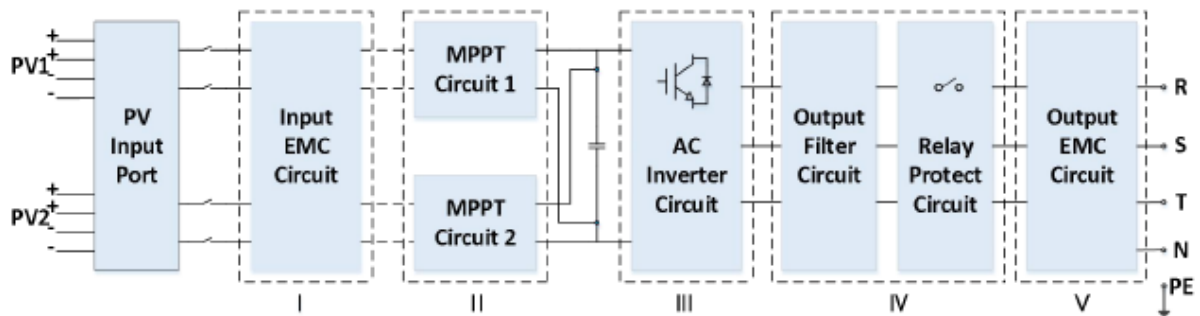 +
+
PV1
-
-
+
+
PV2
-
-
PV
Input
Port
Input
EMC
Circuit
MPPT
Circuit 1
MPPT
Circuit 2
AC
Inverter
Circuit
Output
Filter
Circuit
Relay
Protect
Circuit
Output
EMC
Circuit
R
S
T
N
PE
I
II
III
IV
V